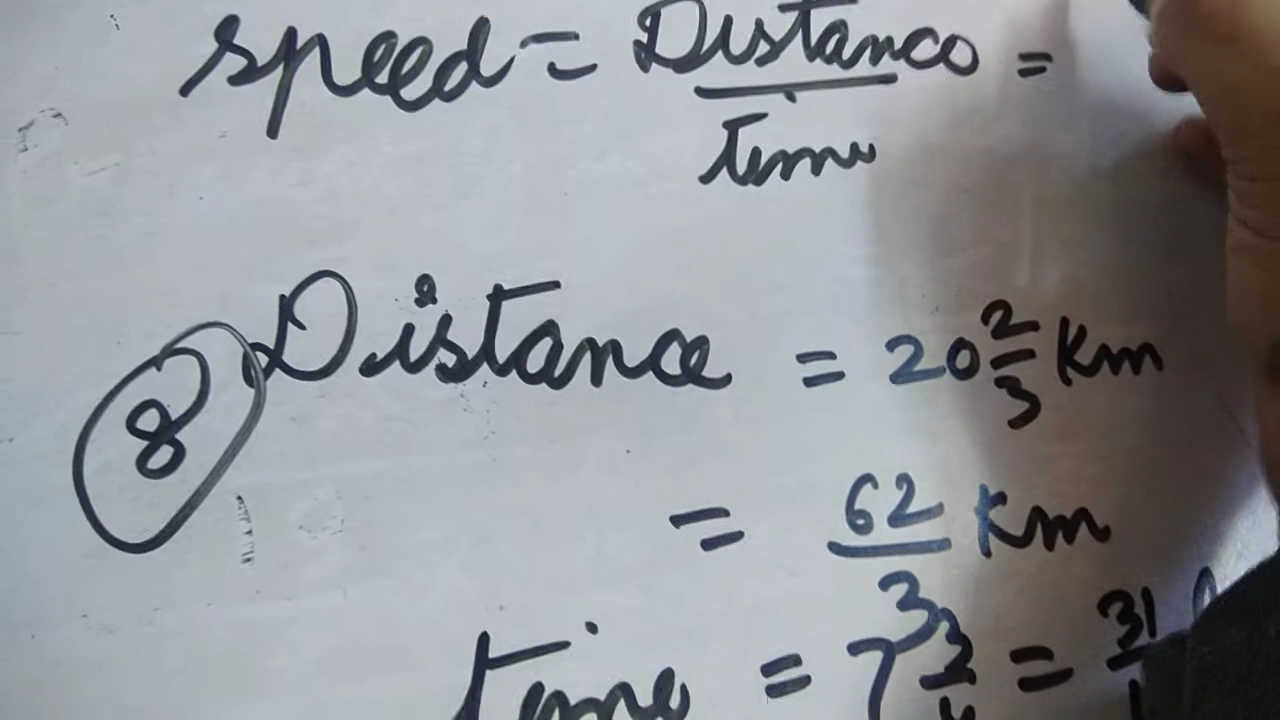 speed = Distance/time =
8 Distance = 20 2/3 Km
= 62/3 Km
time = 7 3/4 = 31